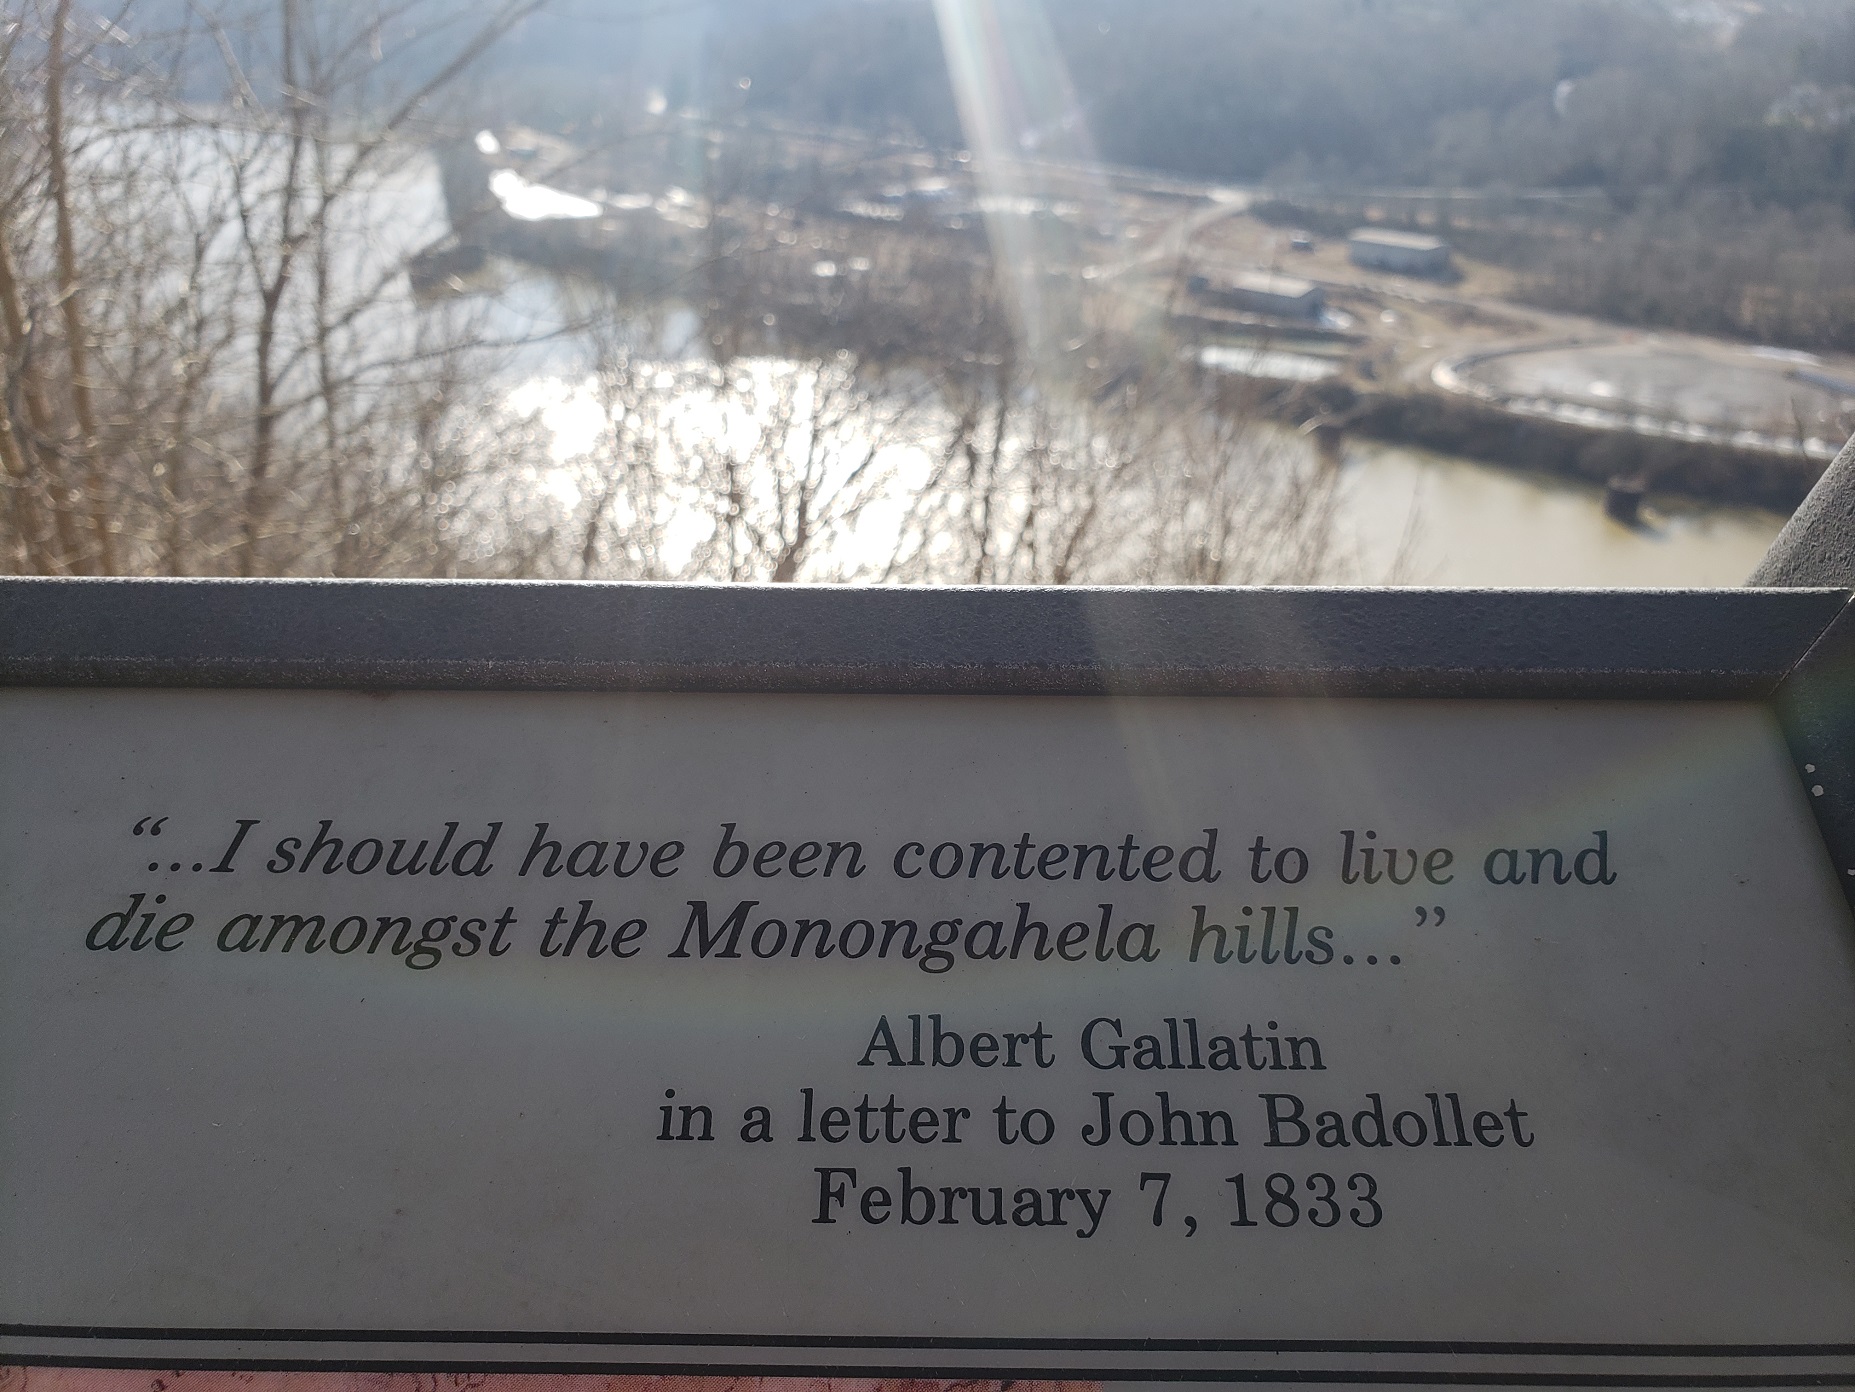 “...I should have been contented to live and
die amongst the Monongahela hills...”
Albert Gallatin
in a letter to John Badollet
February 7, 1833